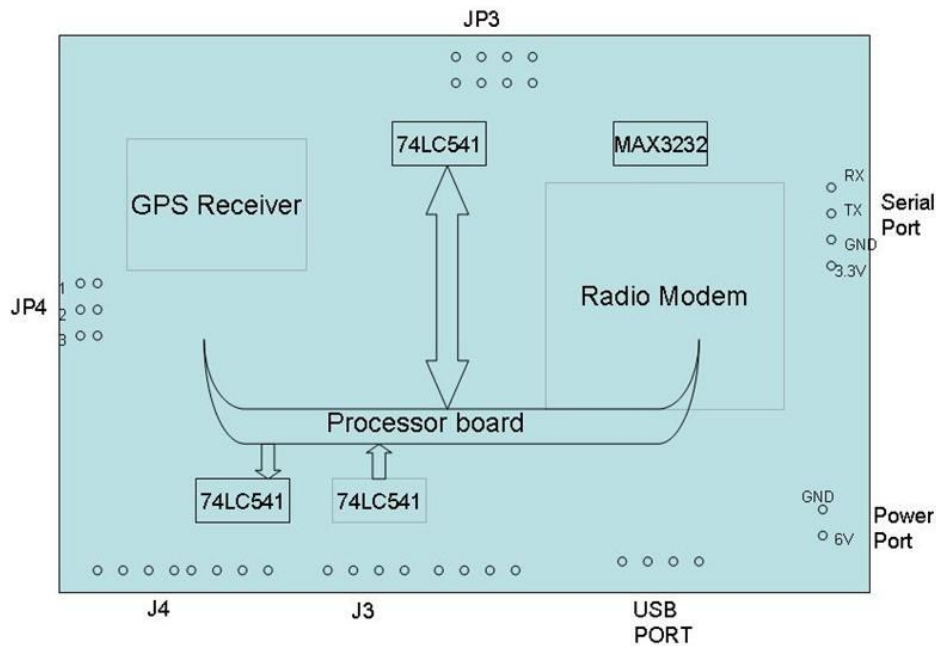 JP3
74LC541
MAX3232
GPS Receiver
RX
TX
GND
3.3V
Serial
Port
Radio Modem
JP4
1
2
3
Processor board
74LC541
74LC541
GND
6V
Power
Port
J4
J3
USB
PORT